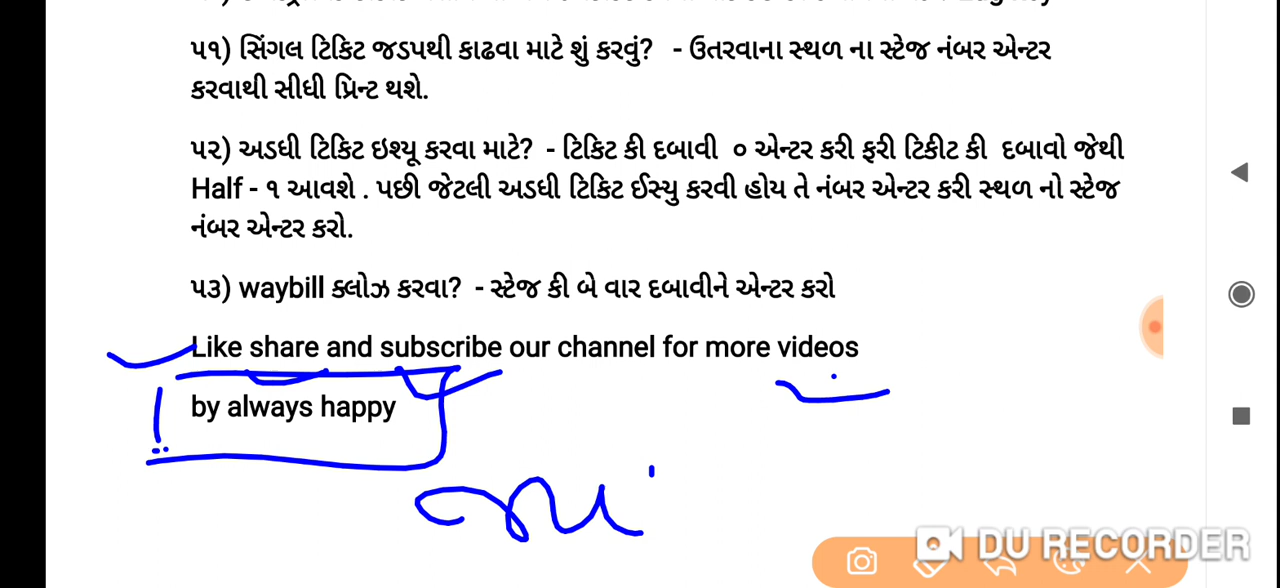 ૫૧) સિંગલ ટિકિટ જડપથી કાઢવા માટે શું કરવું? - ઉતરવાના સ્થળ ના સ્ટેજ નંબર એન્ટર
કરવાથી સીધી પ્રિન્ટ થશે.
૫૨) અડધી ટિકિટ ઇશ્યૂ કરવા માટે? - ટિકિટ કી દબાવી ૦ એન્ટર કરી ફરી ટિકીટ કી દબાવો જેથી
Half - ૧ આવશે . પછી જેટલી અડધી ટિકિટ ઈસ્યુ કરવી હોય તે નંબર એન્ટર કરી સ્થળ નો સ્ટેજ
નંબર એન્ટર કરો.
૫૩) waybill ક્લોઝ કરવા? - સ્ટેજ કી બે વાર દબાવીને એન્ટર કરો
Like share and subscribe our channel for more videos
by always happy
DU RECORDER